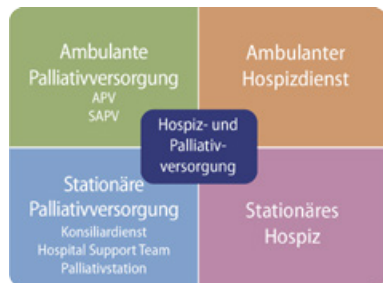 Ambulante
Palliativversorgung
APV
SAPV
Ambulanter
Hospizdienst
Hospiz- und
Palliativ-
versorgung
Stationäre
Palliativversorgung
Konsiliardienst
Hospital Support Team
Palliativstation
Stationäres
Hospiz